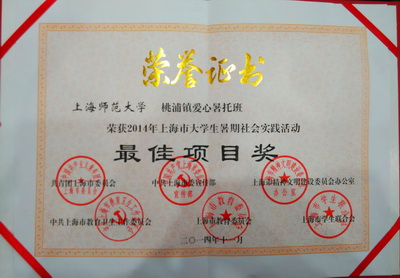 荣誉证书
上海师范大学 桃浦镇爱心暑托班
荣获2014年上海市大学生暑期社会实践活动
最佳项目奖
共青团上海市委员会 中共上海市委宣传部 上海市精神文明建设委员会办公室
中共上海市教育卫生工作委员会 上海市教育委员会 上海市学生联合会
二〇一四年十一月